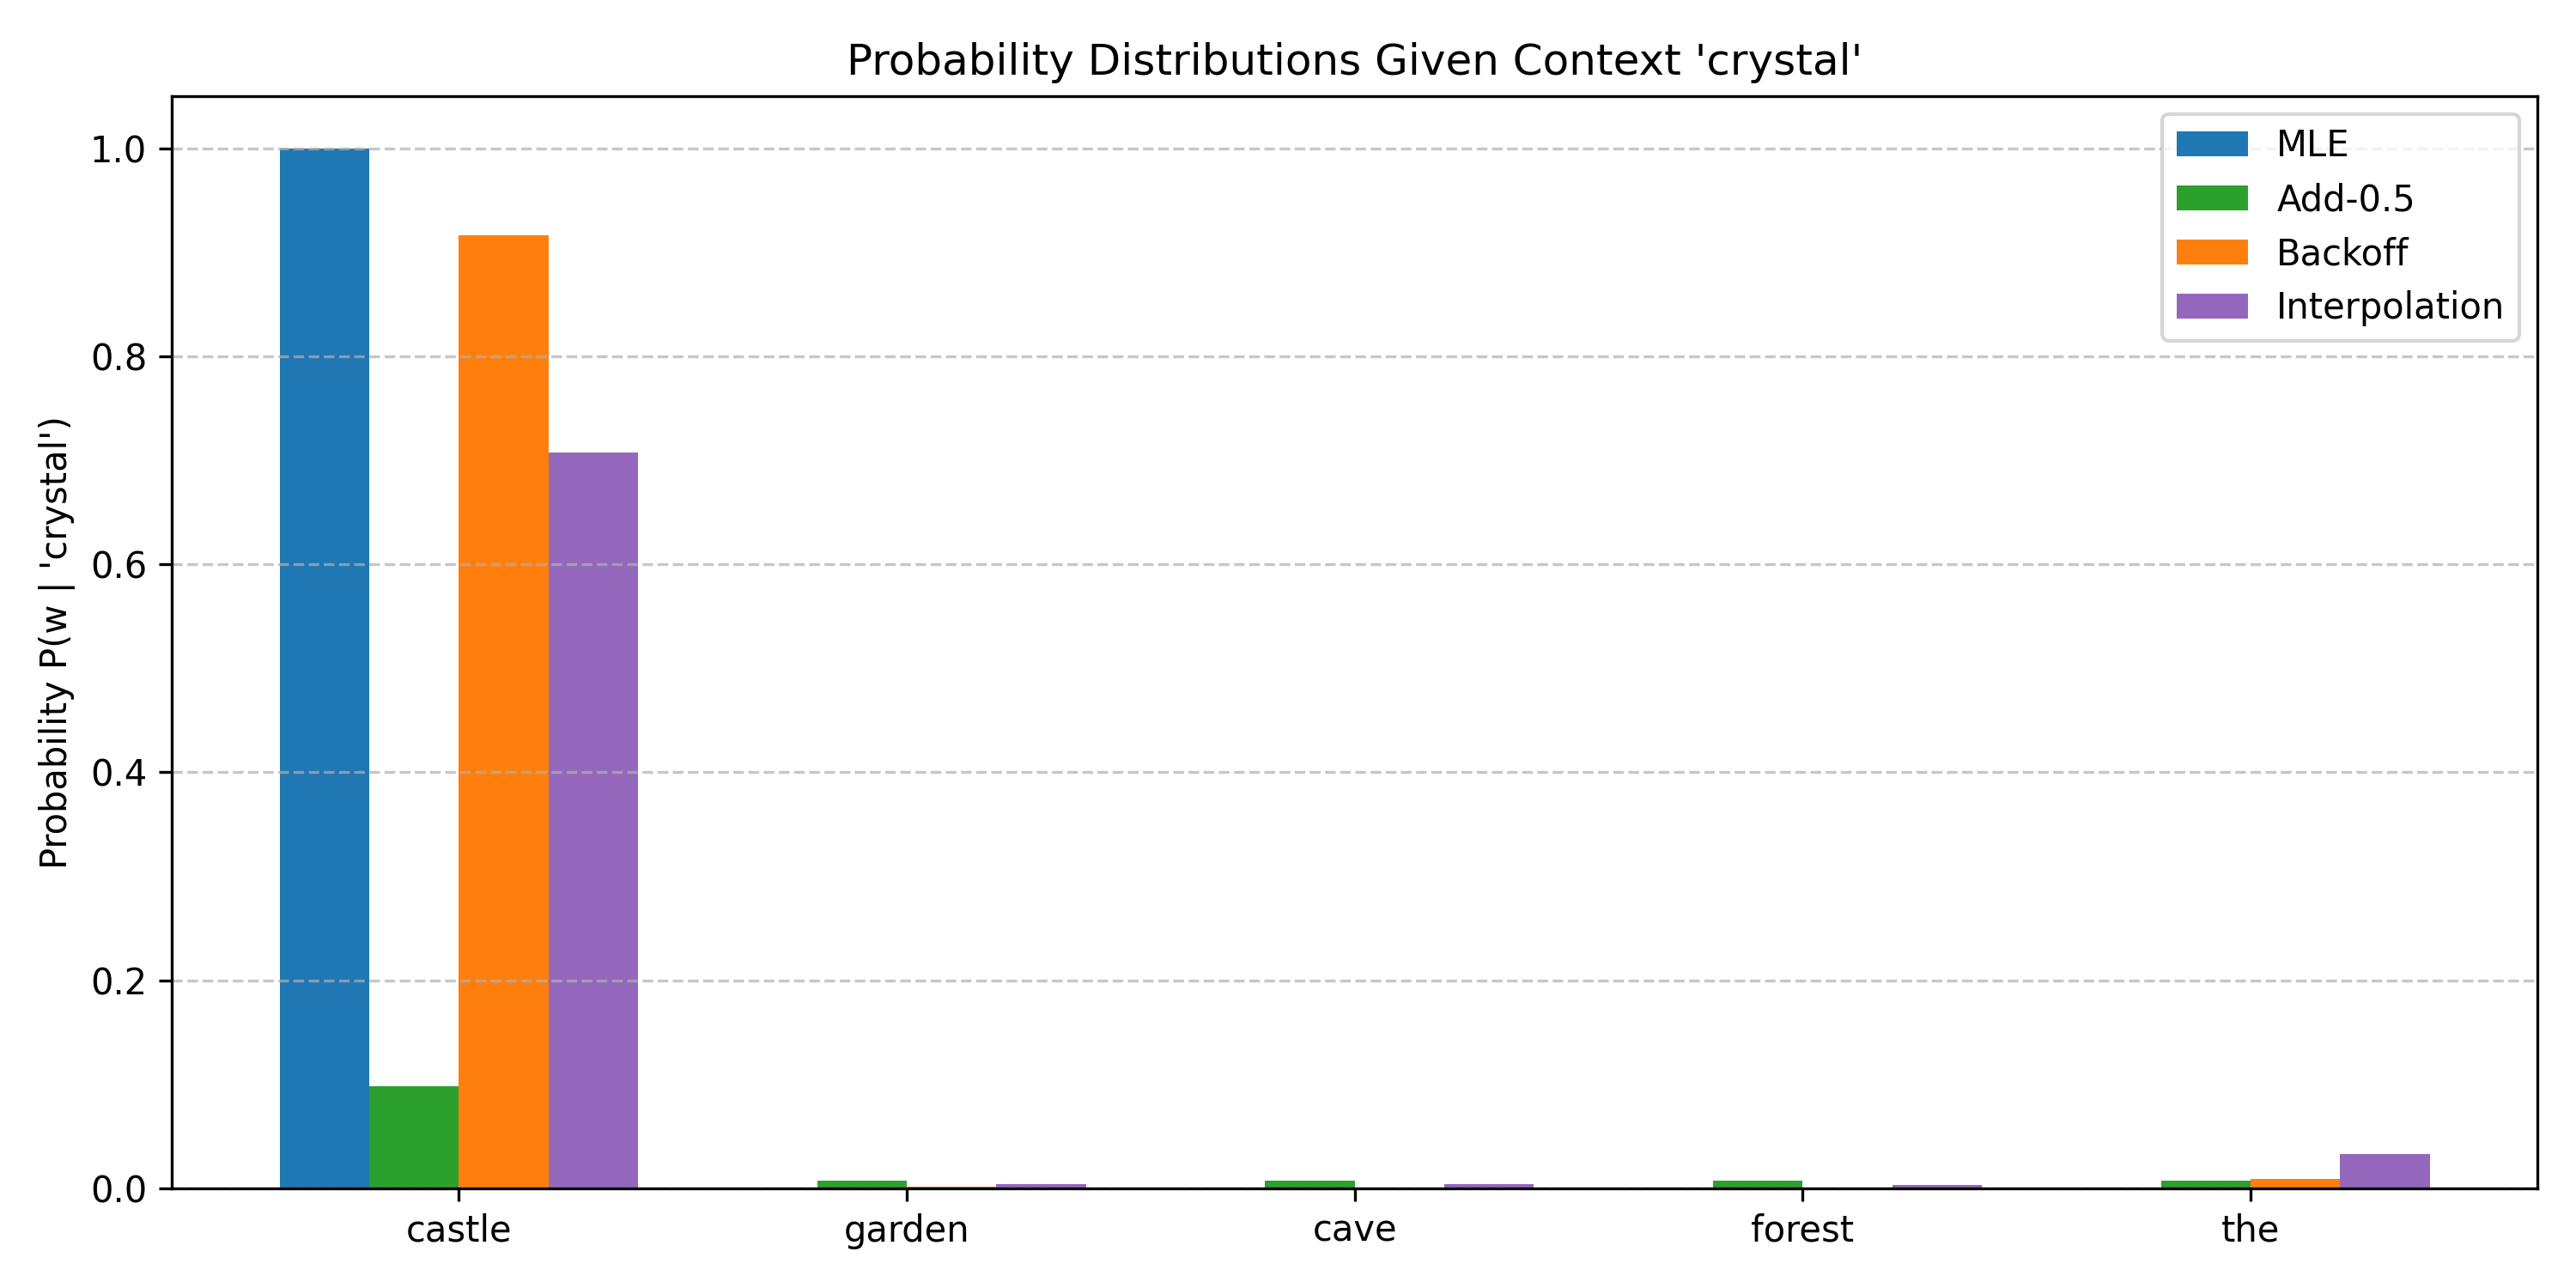 Probability Distributions Given Context 'crystal'
Probability P(w | 'crystal')
1.0
0.8
0.6
0.4
0.2
0.0
MLE
Add-0.5
Backoff
Interpolation
castle garden cave forest the